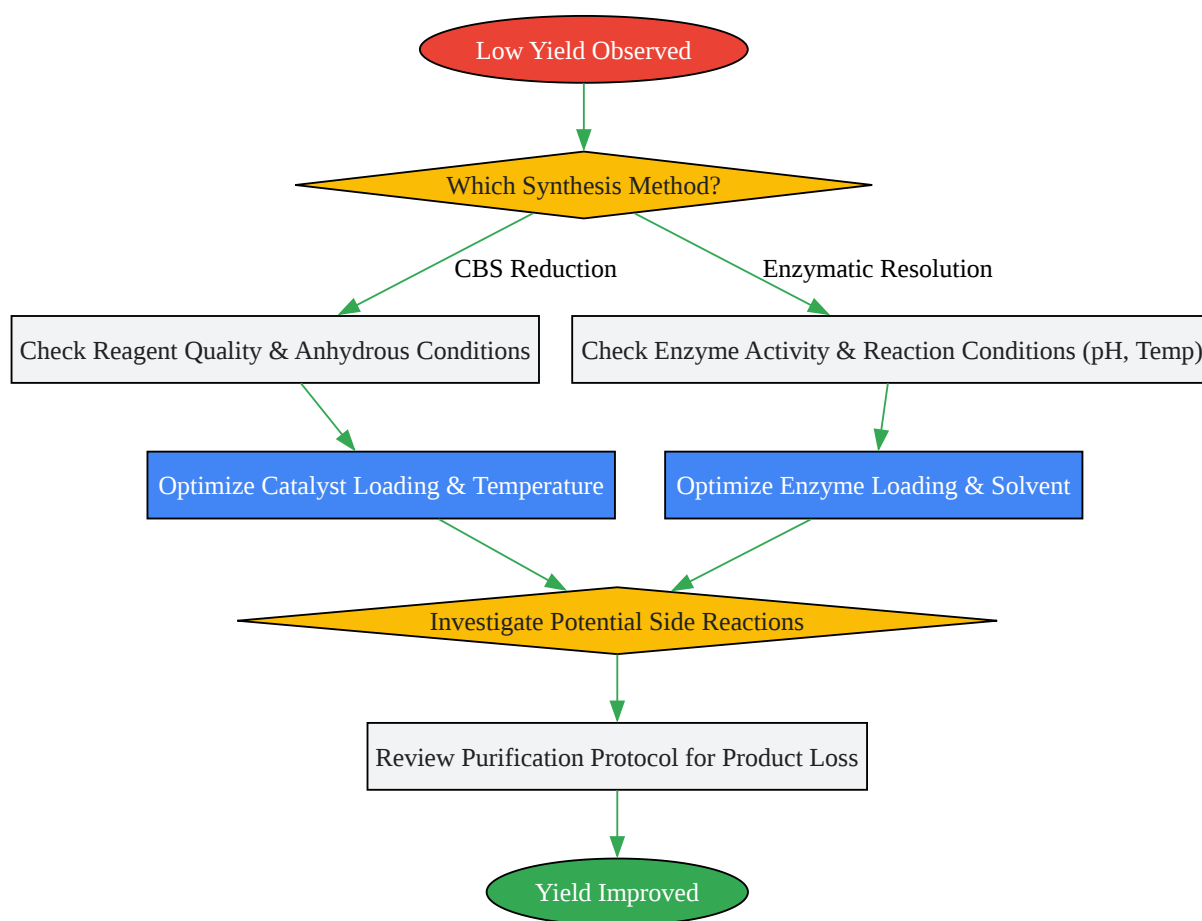 Low Yield Observed
Which Synthesis Method?
CBS Reduction
Enzymatic Resolution
Check Reagent Quality & Anhydrous Conditions
Check Enzyme Activity & Reaction Conditions (pH, Temp)
Optimize Catalyst Loading & Temperature
Optimize Enzyme Loading & Solvent
Investigate Potential Side Reactions
Review Purification Protocol for Product Loss
Yield Improved